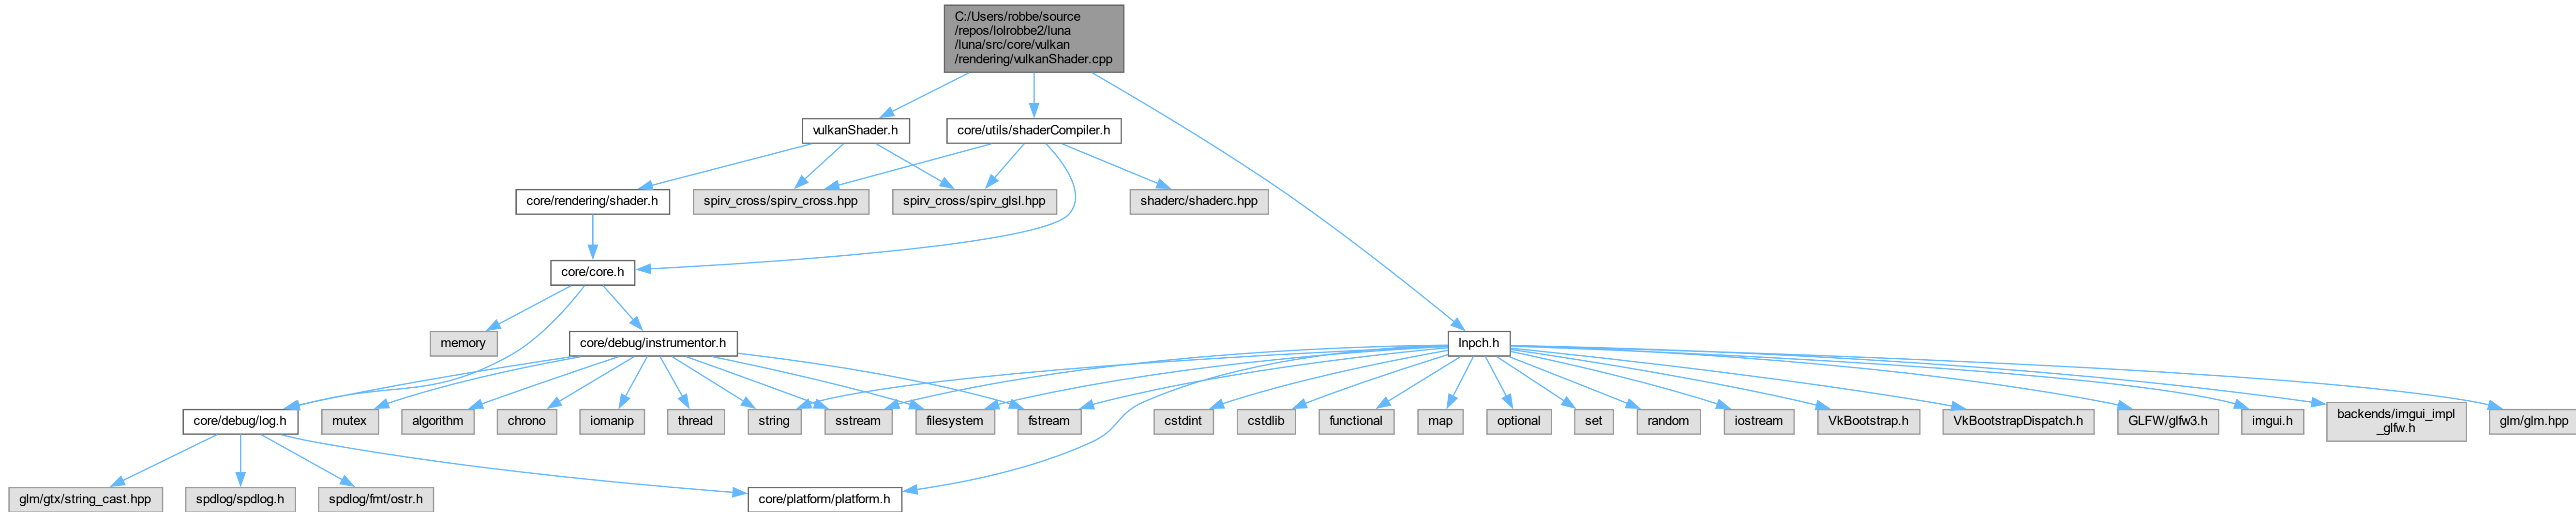 C:/Users/robbe/source
/repos/lolrobbe2/luna
/luna/src/core/vulkan
/rendering/vulkanShader.cpp
vulkanShader.h
core/utils/shaderCompiler.h
core/rendering/shader.h
spirv_cross/spirv_cross.hpp
spirv_cross/spirv_glsl.hpp
shaderc/shaderc.hpp
core/core.h
memory
core/debug/instrumentor.h
lnpch.h
core/debug/log.h
mutex
algorithm
chrono
iomanip
thread
string
sstream
filesystem
fstream
cstdint
cstdlib
functional
map
optional
set
random
iostream
VkBootstrap.h
VkBootstrapDispatch.h
GLFW/glfw3.h
imgui.h
backends/imgui_impl
_glfw.h
glm/glm.hpp
glm/gtx/string_cast.hpp
spdlog/spdlog.h
spdlog/fmt/ostr.h
core/platform/platform.h